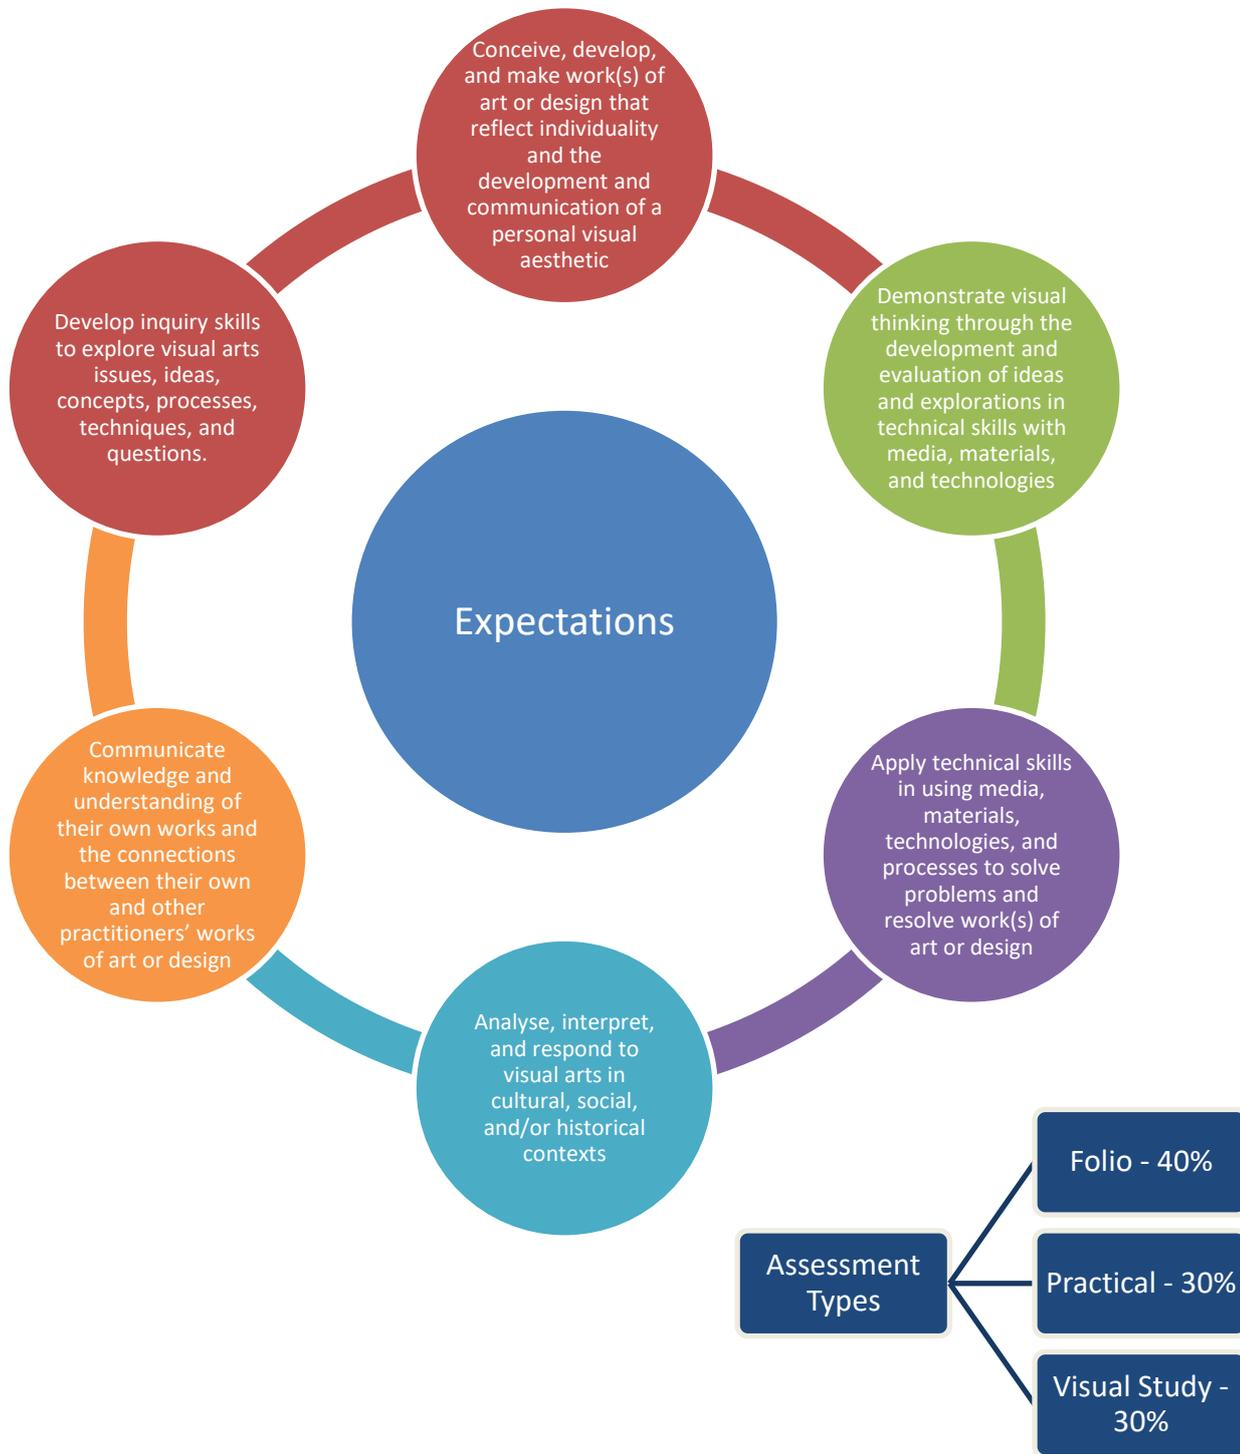 Conceive, develop,
and make work(s) of
art or design that
reflect individuality
and the
development and
communication of a
personal visual
aesthetic
Demonstrate visual
thinking through the
development and
evaluation of ideas
and explorations in
technical skills with
media, materials,
and technologies
Apply technical skills
in using media,
materials,
technologies, and
processes to solve
problems and
resolve work(s) of
art or design
Analyse, interpret,
and respond to
visual arts in
cultural, social,
and/or historical
contexts
Communicate
knowledge and
understanding of
their own works and
the connections
between their own
and other
practitioners’ works
of art or design
Develop inquiry skills
to explore visual arts
issues, ideas,
concepts, processes,
techniques, and
questions.
Expectations
Assessment
Types
Folio - 40%
Practical - 30%
Visual Study -
30%